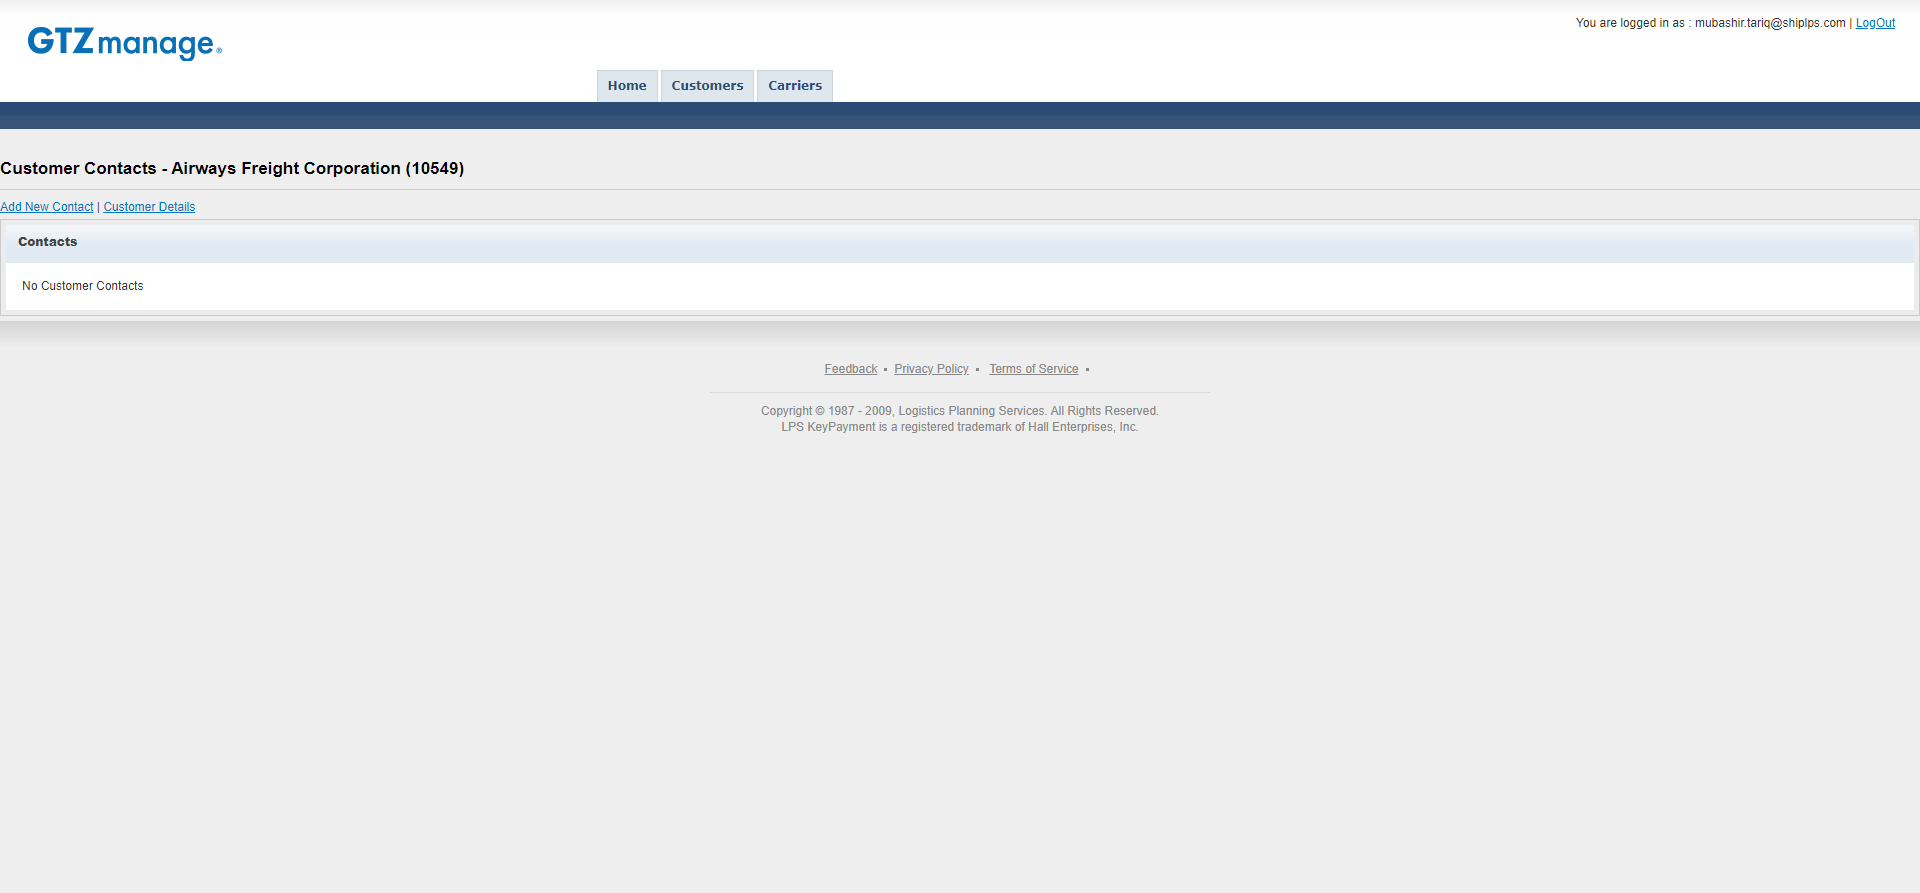 GTZmanage®
You are logged in as : mubashir.tariq@shiplps.com | LogOut
Home Customers Carriers
Customer Contacts - Airways Freight Corporation (10549)
Add New Contact | Customer Details
Contacts
No Customer Contacts
Feedback ▪ Privacy Policy ▪ Terms of Service ▪
Copyright © 1987 - 2009, Logistics Planning Services. All Rights Reserved.
LPS KeyPayment is a registered trademark of Hall Enterprises, Inc.